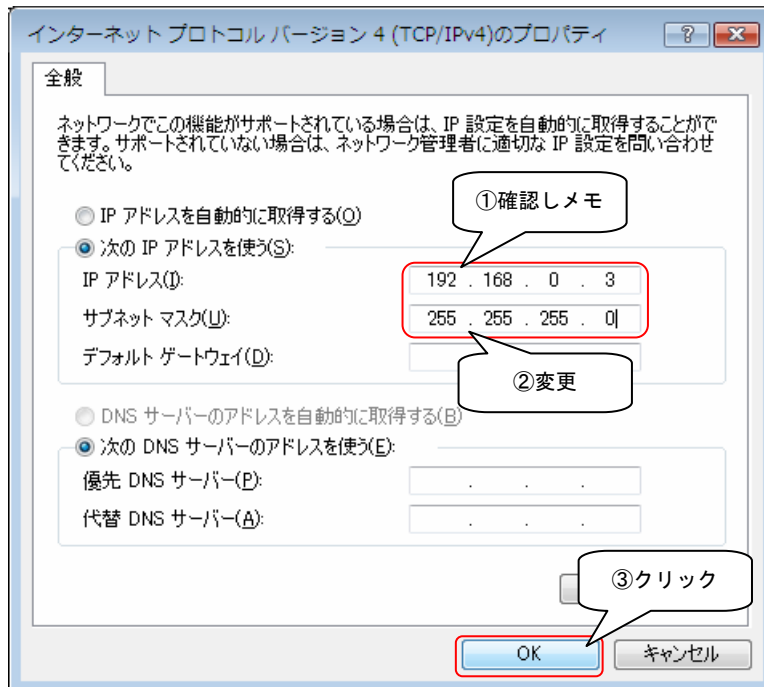 インターネット プロトコル バージョン 4 (TCP/IPv4)のプロパティ
全般
ネットワークでこの機能がサポートされている場合は、IP 設定を自動的に取得することがで
きます。サポートされていない場合は、ネットワーク管理者に適切な IP 設定を問い合わせ
てください。
①確認しメモ
IP アドレスを自動的に取得する(O)
次の IP アドレスを使う(S):
IP アドレス(I): 192 . 168 . 0 . 3
サブネット マスク(U): 255 . 255 . 255 . 0
デフォルト ゲートウェイ(D):
②変更
DNS サーバーのアドレスを自動的に取得する(B)
次の DNS サーバーのアドレスを使う(E):
優先 DNS サーバー(P): . . .
代替 DNS サーバー(A): . . .
③クリック
OK キャンセル